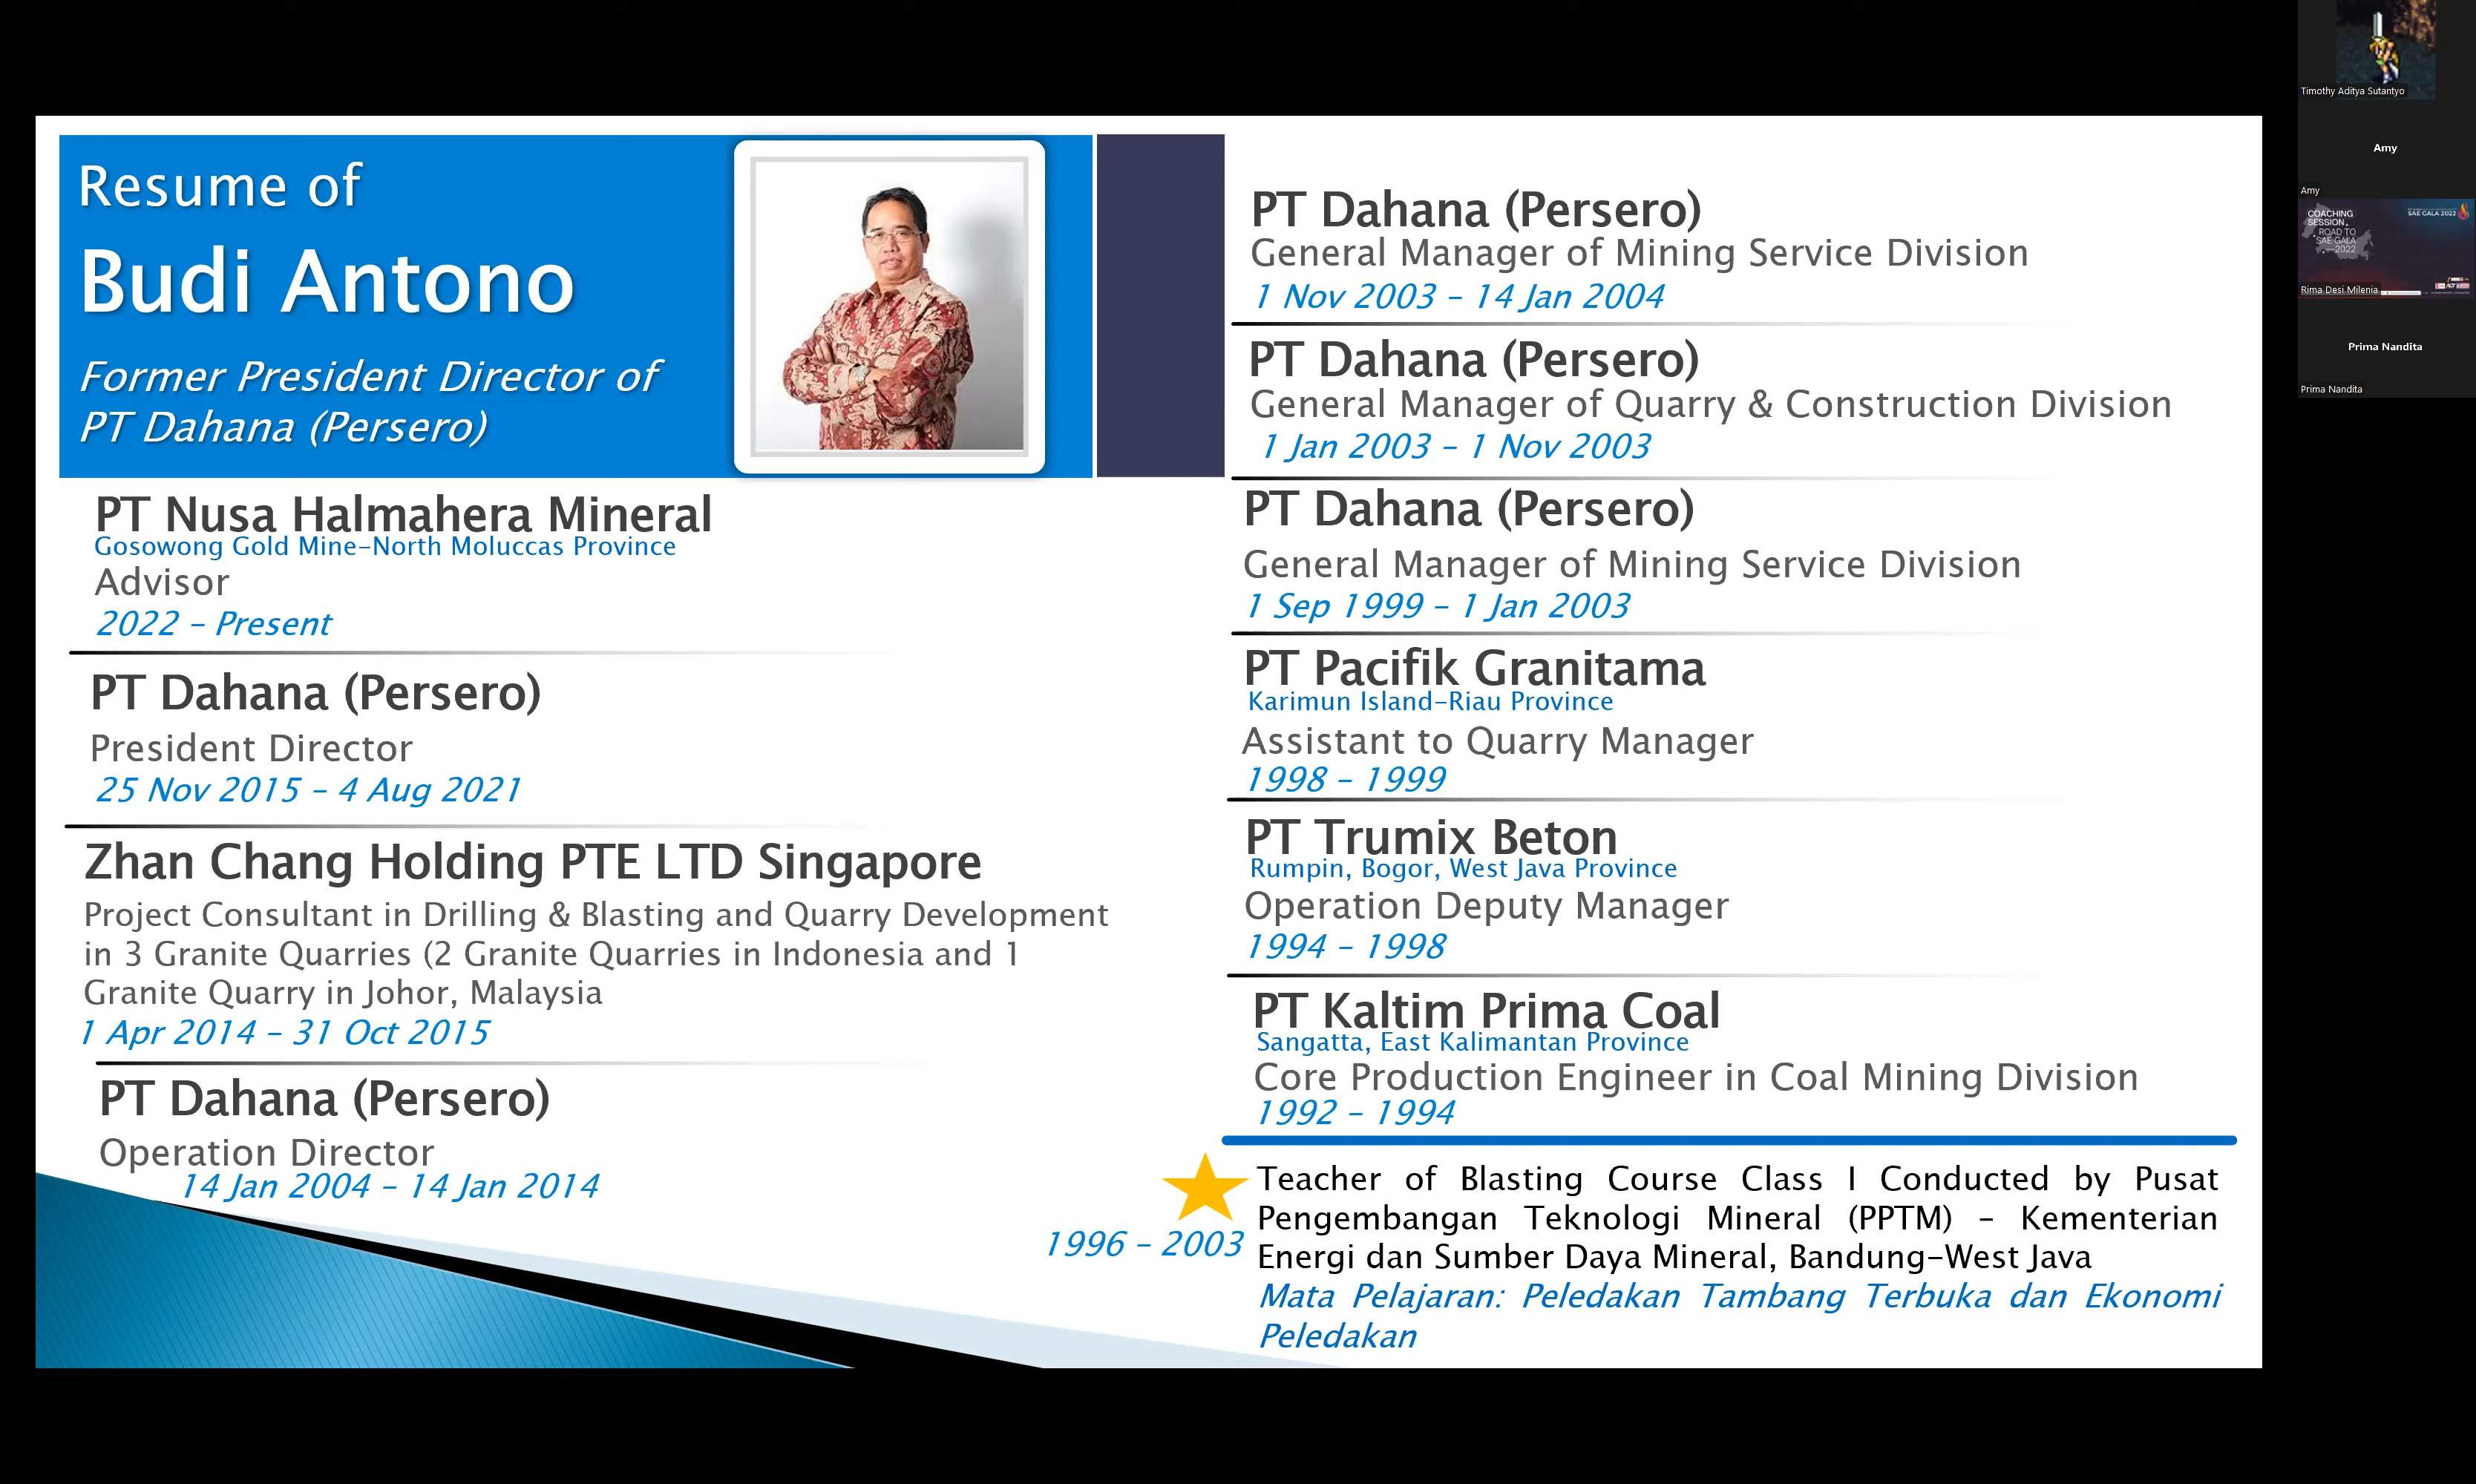 Resume of
Budi Antono
Former President Director of
PT Dahana (Persero)
PT Nusa Halmahera Mineral
Gosowong Gold Mine-North Moluccas Province
Advisor
2022 – Present
PT Dahana (Persero)
President Director
25 Nov 2015 – 4 Aug 2021
Zhan Chang Holding PTE LTD Singapore
Project Consultant in Drilling & Blasting and Quarry Development
in 3 Granite Quarries (2 Granite Quarries in Indonesia and 1
Granite Quarry in Johor, Malaysia
1 Apr 2014 – 31 Oct 2015
PT Dahana (Persero)
Operation Director
14 Jan 2004 – 14 Jan 2014
PT Dahana (Persero)
General Manager of Mining Service Division
1 Nov 2003 – 14 Jan 2004
PT Dahana (Persero)
General Manager of Quarry & Construction Division
1 Jan 2003 – 1 Nov 2003
PT Dahana (Persero)
General Manager of Mining Service Division
1 Sep 1999 – 1 Jan 2003
PT Pacifik Granitama
Karimun Island-Riau Province
Assistant to Quarry Manager
1998 – 1999
PT Trumix Beton
Rumpin, Bogor, West Java Province
Operation Deputy Manager
1994 – 1998
PT Kaltim Prima Coal
Sangatta, East Kalimantan Province
Core Production Engineer in Coal Mining Division
1992 – 1994
1996 – 2003
Teacher of Blasting Course Class I Conducted by Pusat
Pengembangan Teknologi Mineral (PPTM) – Kementerian
Energi dan Sumber Daya Mineral, Bandung-West Java
Mata Pelajaran: Peledakan Tambang Terbuka dan Ekonomi
Peledakan
Timothy Aditya Sutantyo
Amy
Amy
COACHING
SESSION.
ROAD TO
SAE GALA
2022
SAE GALA 2022
Rima Desi Milenia
Prima Nandita
Prima Nandita